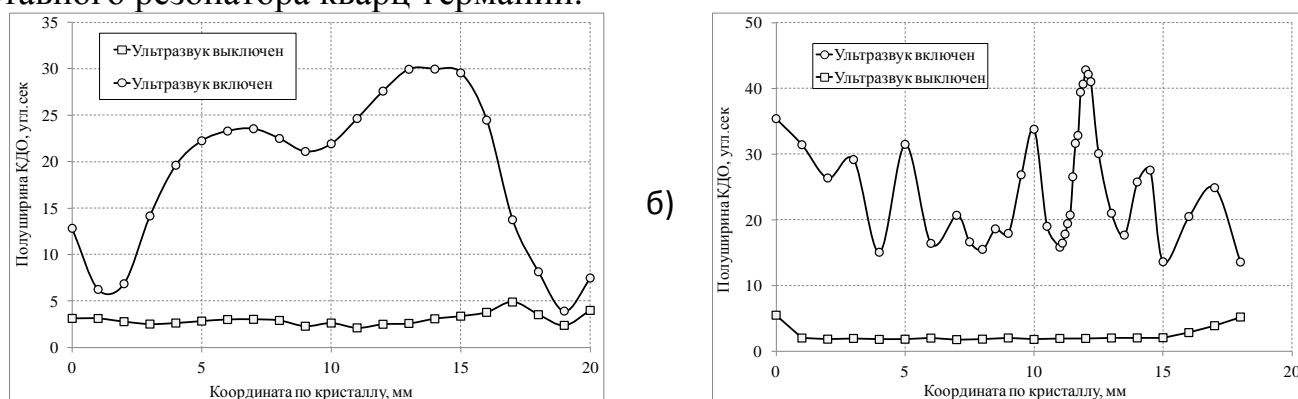 тавного резонатора кварц-германий.
35
30
25
20
15
10
5
0
Полуширина КДО, угл.сек
Ультразвук выключен
Ультразвук включен
0 5 10 15 20
Координата по кристаллу, мм
б)
50
40
30
20
10
0
Полуширина КДО, угл.сек
Ультразвук включен
Ультразвук выключен
0 5 10 15 20
Координата по кристаллу, мм